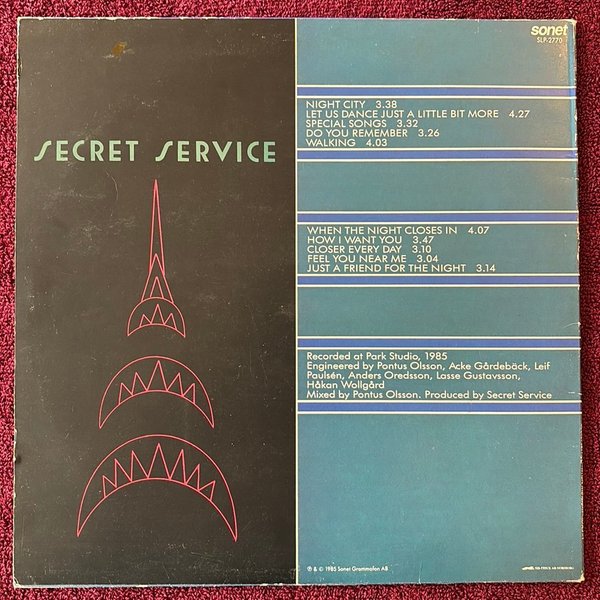 sonet
SLP-2770
SECRET SERVICE
NIGHT CITY 3.38
LET US DANCE JUST A LITTLE BIT MORE 4.27
SPECIAL SONGS 3.32
DO YOU REMEMBER 3.26
WALKING 4.03
WHEN THE NIGHT CLOSES IN 4.07
HOW I WANT YOU 3.47
CLOSER EVERY DAY 3.10
FEEL YOU NEAR ME 3.04
JUST A FRIEND FOR THE NIGHT 3.14
Recorded at Park Studio, 1985
Engineered by Pontus Olsson, Acke Gårdebäck, Leif
Paulsén, Anders Oredsson, Lasse Gustavsson,
Håkan Wollgård
Mixed by Pontus Olsson. Produced by Secret Service
℗ & © 1985 Sonet Grammofon AB